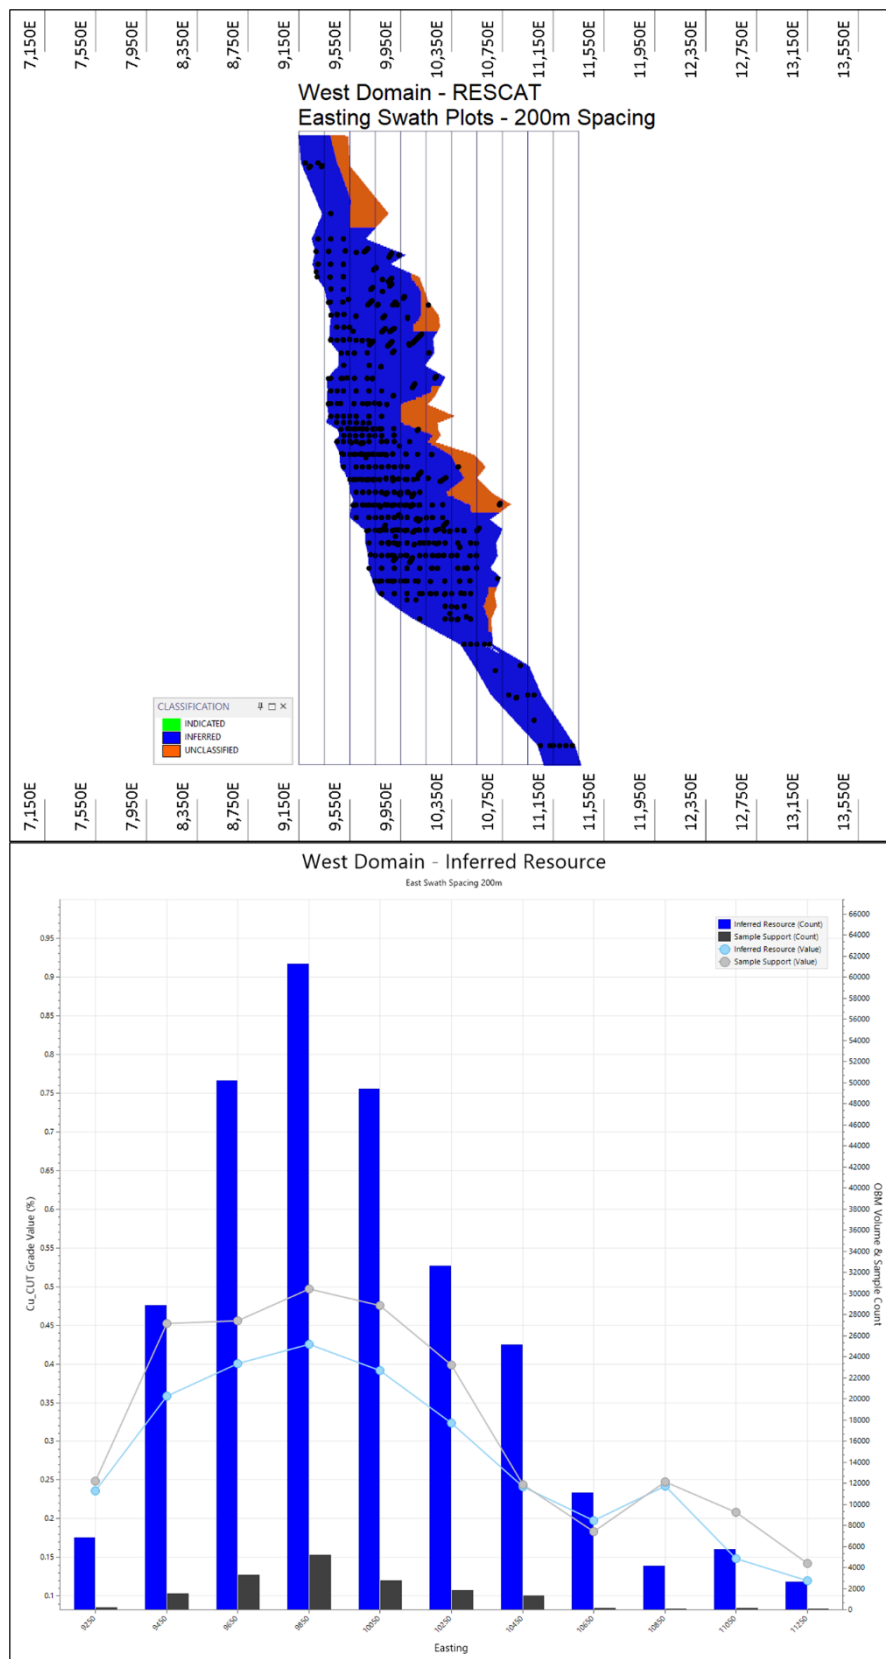 7,150E 7,550E 7,950E 8,350E 8,750E 9,150E 9,550E 9,950E 10,350E 10,750E 11,150E 11,550E 11,950E 12,350E 12,750E 13,150E 13,550E
West Domain - RESCAT
Easting Swath Plots - 200m Spacing
CLASSIFICATION
INDICATED
INFERRED
UNCLASSIFIED
7,150E 7,550E 7,950E 8,350E 8,750E 9,150E 9,550E 9,950E 10,350E 10,750E 11,150E 11,550E 11,950E 12,350E 12,750E 13,150E 13,550E
West Domain - Inferred Resource
East Swath Spacing 200m
Inferred Resource (Count)
Sample Support (Count)
Inferred Resource (Value)
Sample Support (Value)
Cu_CUT Grade Value (%)
0.95
0.9
0.85
0.8
0.75
0.7
0.65
0.6
0.55
0.5
0.45
0.4
0.35
0.3
0.25
0.2
0.15
0.1
OBM Volume & Sample Count
66000
64000
62000
60000
58000
56000
54000
52000
50000
48000
46000
44000
42000
40000
38000
36000
34000
32000
30000
28000
26000
24000
22000
20000
18000
16000
14000
12000
10000
8000
6000
4000
2000
0
9250 9450 9650 9850 10050 10250 10450 10650 10850 11050 11250
Easting